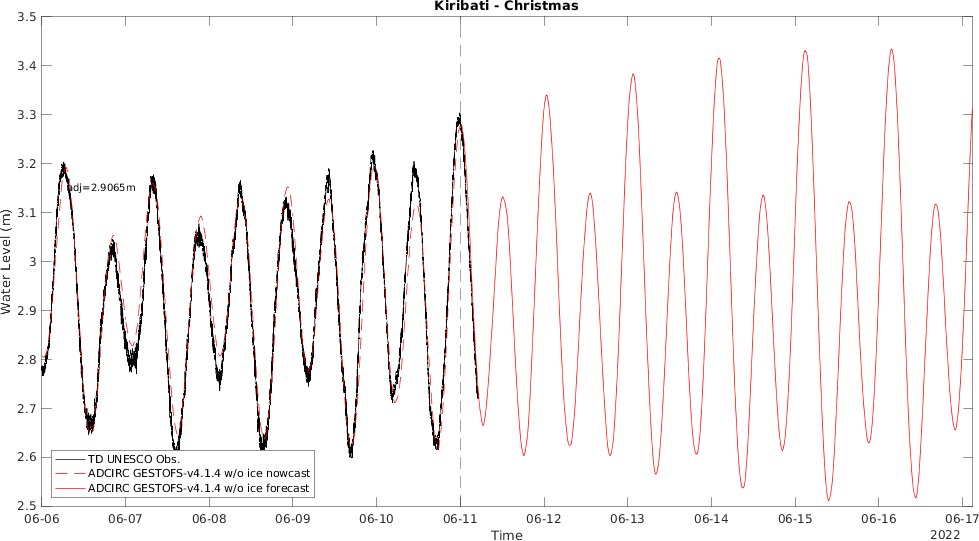 Kiribati - Christmas
3.5
3.4
3.3
3.2
adj=2.9065m
3.1
3
2.9
2.8
2.7
2.6
2.5
Water Level (m)
TD UNESCO Obs.
ADCIRC GESTOFS-v4.1.4 w/o ice nowcast
ADCIRC GESTOFS-v4.1.4 w/o ice forecast
06-06 06-07 06-08 06-09 06-10 06-11 06-12 06-13 06-14 06-15 06-16 06-17
Time
2022